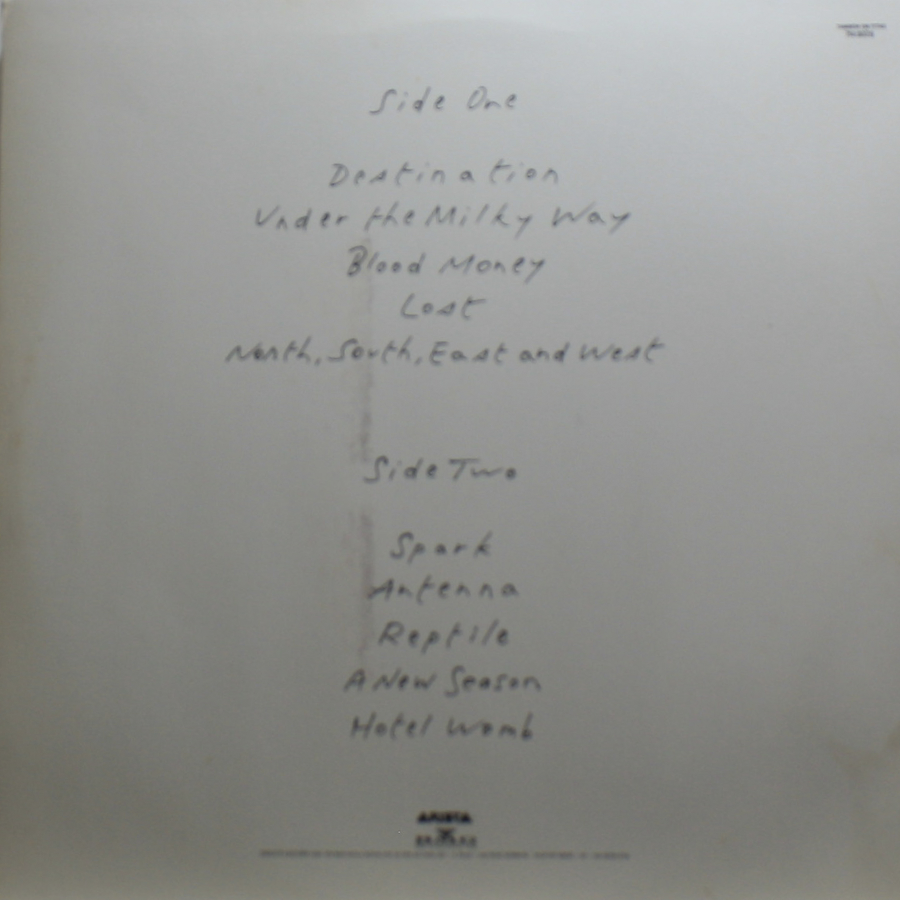 Side One
Destination
Under the Milky Way
Blood Money
Lost
North, South, East and West
Side Two
Spark
Antenna
Reptile
A New Season
Hotel Womb
ARISTA